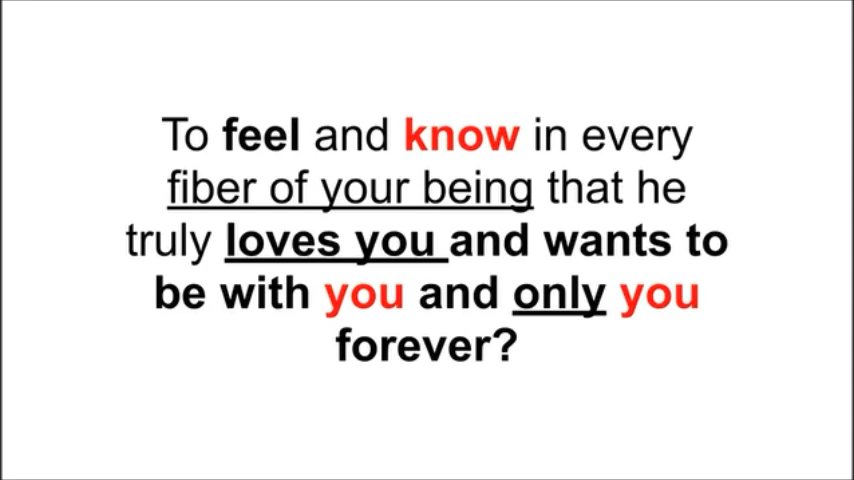 To feel and know in every
fiber of your being that he
truly loves you and wants to
be with you and only you
forever?